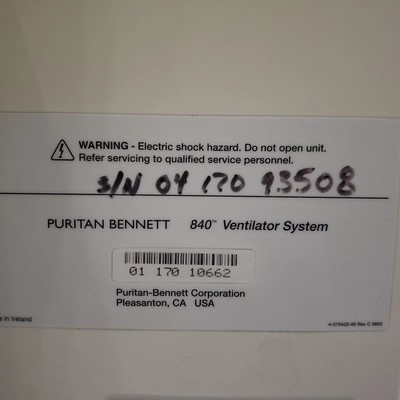 WARNING - Electric shock hazard. Do not open unit.
Refer servicing to qualified service personnel.
S/N 04 170 93508
PURITAN BENNETT 840™ Ventilator System
01 170 10662
Puritan-Bennett Corporation
Pleasanton, CA USA
in Ireland